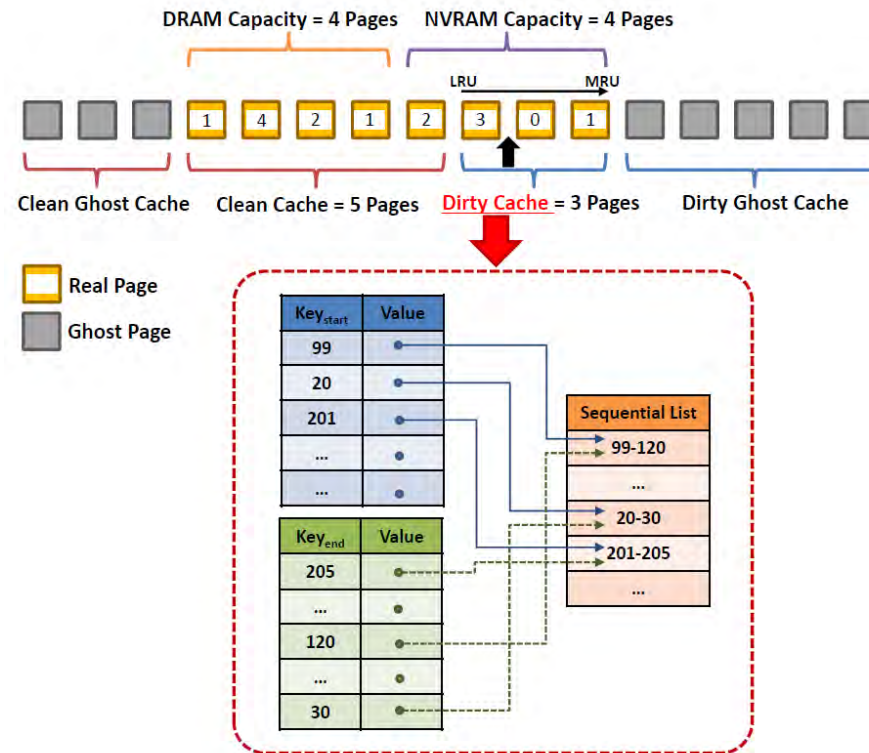 DRAM Capacity = 4 Pages
NVRAM Capacity = 4 Pages
LRU MRU
1 4 2 1 2 3 0 1
Clean Ghost Cache
Clean Cache = 5 Pages
Dirty Cache = 3 Pages
Dirty Ghost Cache
Real Page
Ghost Page
Keystart Value
99
20
201
...
...
Keyend Value
205
...
120
...
30
Sequential List
99-120
...
20-30
201-205
...